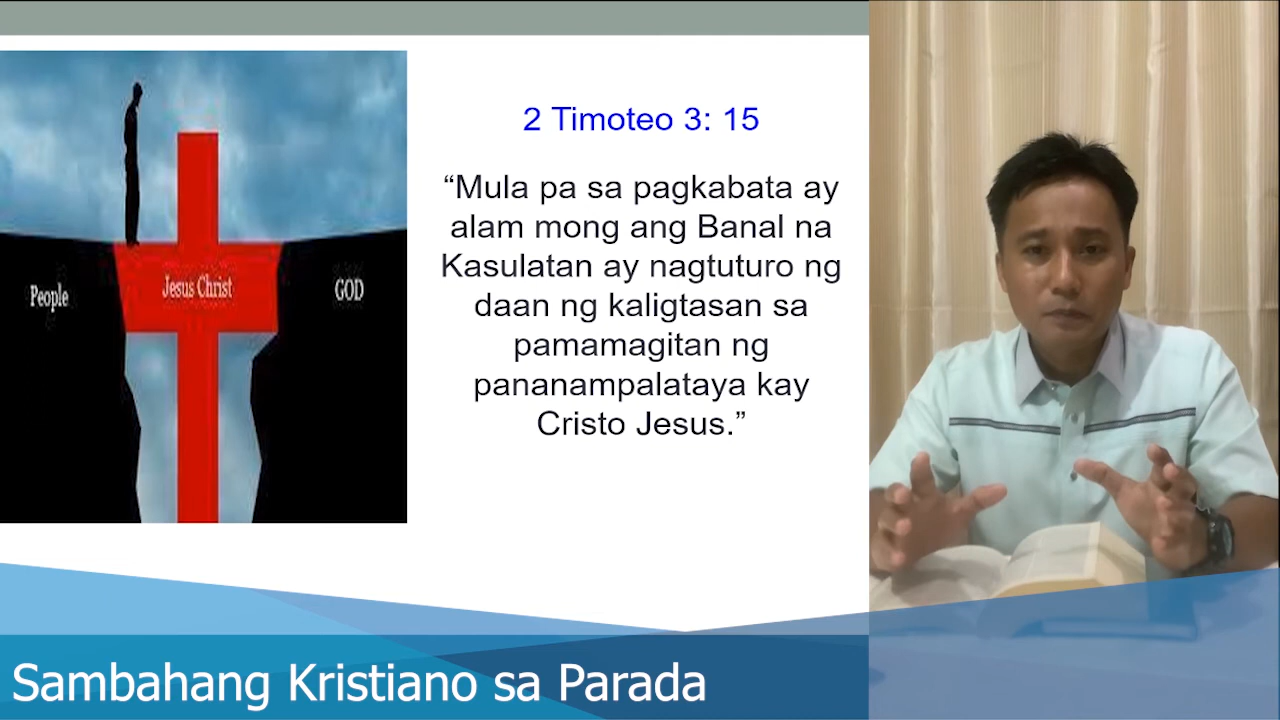 2 Timoteo 3: 15
“Mula pa sa pagkabata ay
alam mong ang Banal na
Kasulatan ay nagtuturo ng
daan ng kaligtasan sa
pamamagitan ng
pananampalataya kay
Cristo Jesus.”
People
Jesus Christ
GOD
Sambahang Kristiano sa Parada